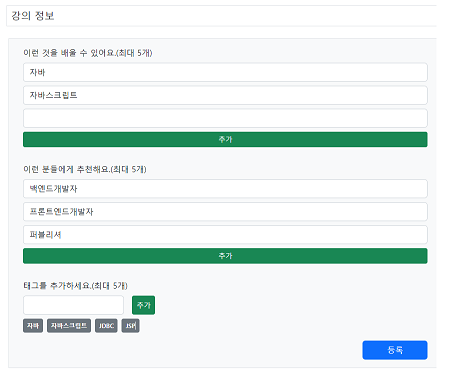 강의 정보
이런 것을 배울 수 있어요.(최대 5개)
자바
자바스크립트
추가
이런 분들에게 추천해요.(최대 5개)
백엔드개발자
프론트엔드개발자
퍼블리셔
추가
태그를 추가하세요.(최대 5개)
추가
자바 자바스크립트 JDBC JSP
등록